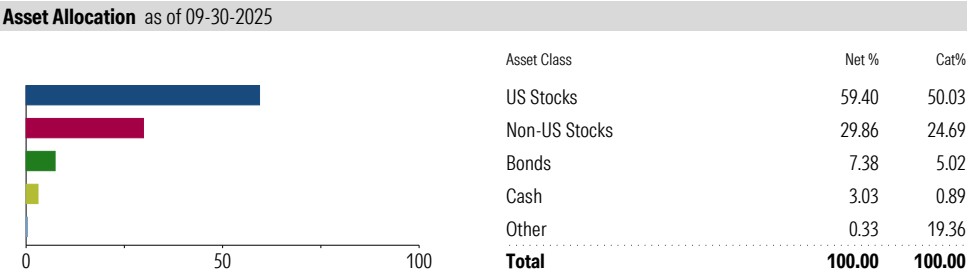 Asset Allocation as of 09-30-2025
Asset Class Net % Cat%
US Stocks 59.40 50.03
Non-US Stocks 29.86 24.69
Bonds 7.38 5.02
Cash 3.03 0.89
Other 0.33 19.36
Total 100.00 100.00
0 50 100